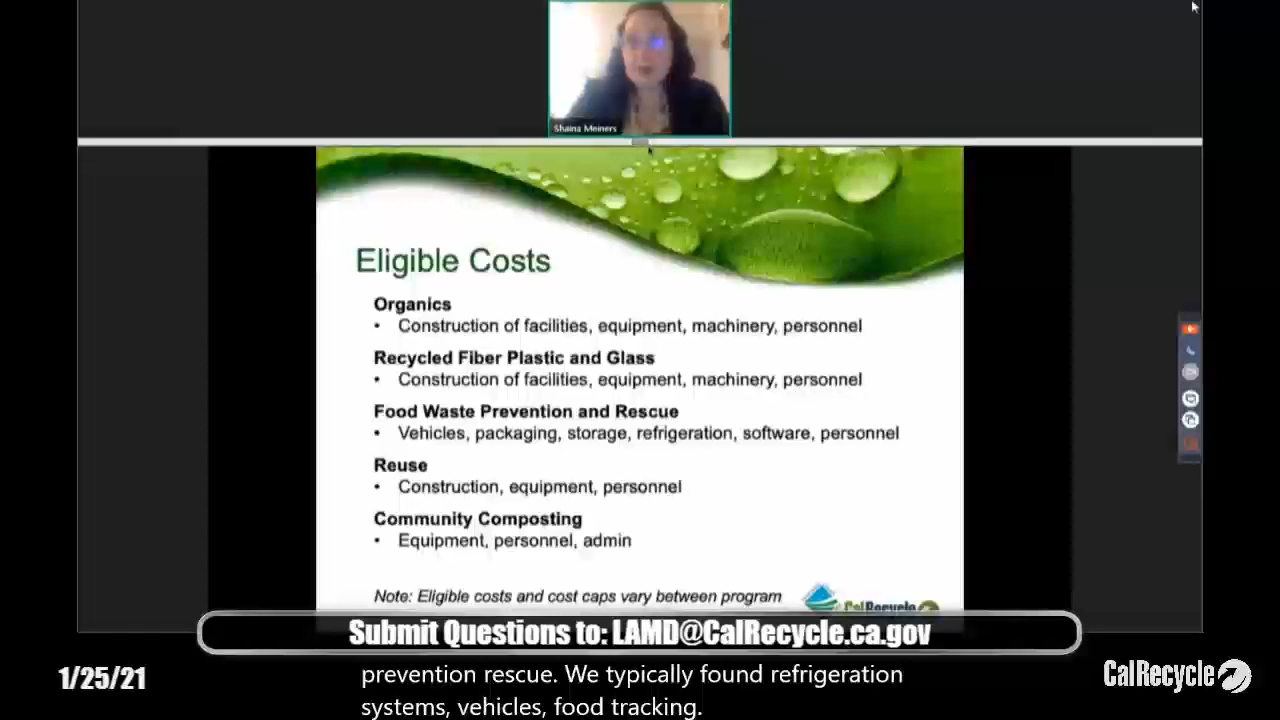 Shaina Meiners
Eligible Costs
Organics
• Construction of facilities, equipment, machinery, personnel
Recycled Fiber Plastic and Glass
• Construction of facilities, equipment, machinery, personnel
Food Waste Prevention and Rescue
• Vehicles, packaging, storage, refrigeration, software, personnel
Reuse
• Construction, equipment, personnel
Community Composting
• Equipment, personnel, admin
Note: Eligible costs and cost caps vary between program
CalRecycle
Submit Questions to: LAMD@CalRecycle.ca.gov
prevention rescue. We typically found refrigeration
systems, vehicles, food tracking.
1/25/21
CalRecycle